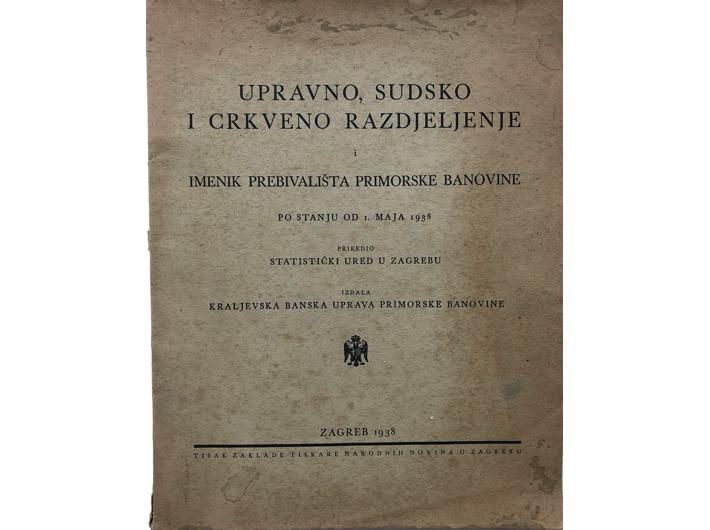 UPRAVNO, SUDSKO
I CRKVENO RAZDJELJENJE
i
IMENIK PREBIVALIŠTA PRIMORSKE BANOVINE
PO STANJU OD 1. MAJA 1938
PRIREDIO
STATISTIČKI URED U ZAGREBU
IZDALA
KRALJEVSKA BANSKA UPRAVA PRIMORSKE BANOVINE
ZAGREB 1938
TISAK ZAKLADE TISKARE NARODNIH NOVINA U ZAGREBU